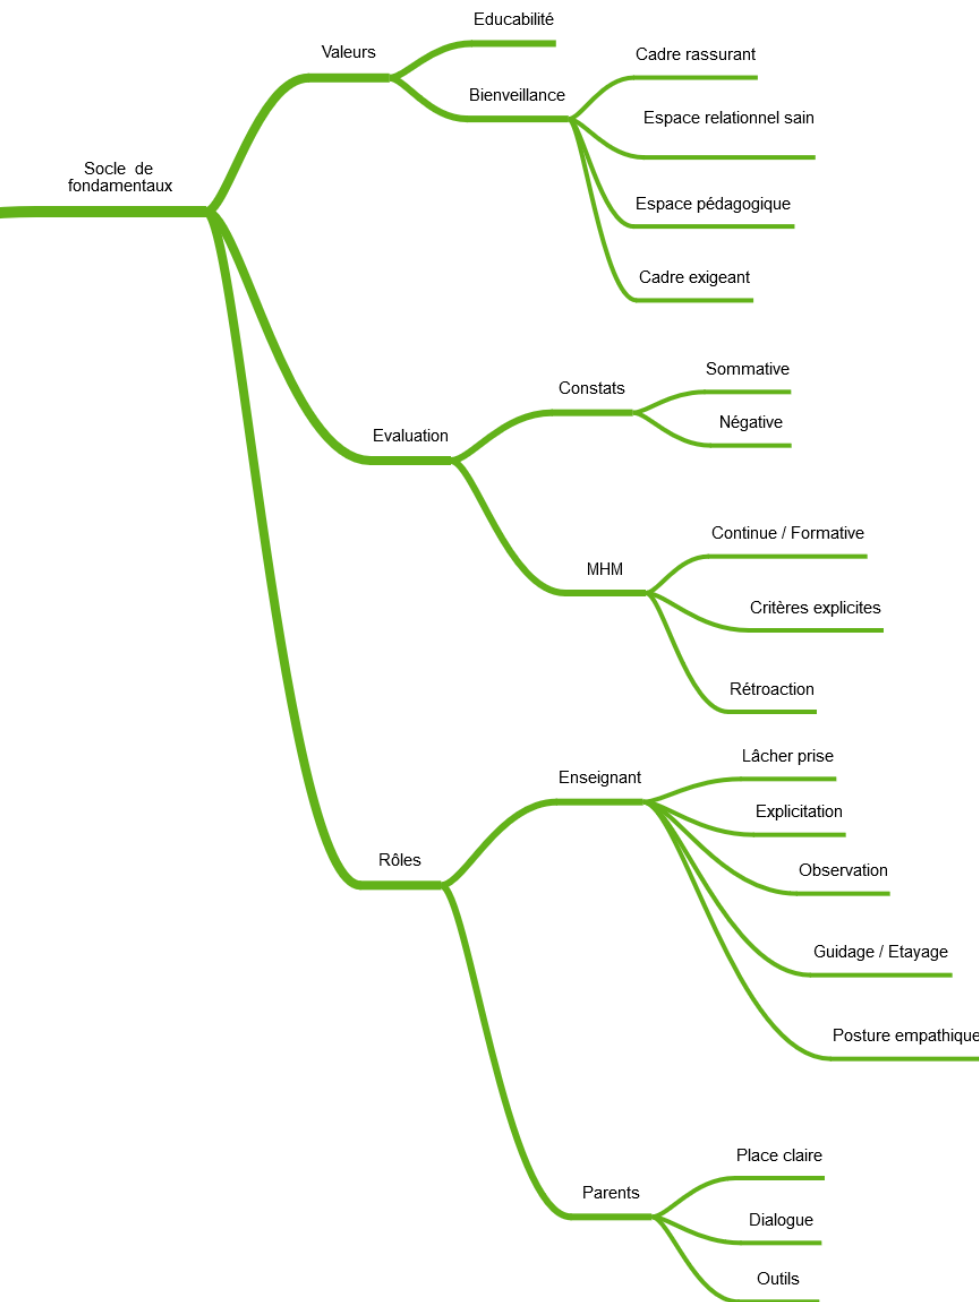 Socle de
fondamentaux
Valeurs
Educabilité
Bienveillance
Cadre rassurant
Espace relationnel sain
Espace pédagogique
Cadre exigeant
Evaluation
Constats
Sommative
Négative
MHM
Continue / Formative
Critères explicites
Rétroaction
Rôles
Enseignant
Lâcher prise
Explicitation
Observation
Guidage / Etayage
Posture empathique
Parents
Place claire
Dialogue
Outils